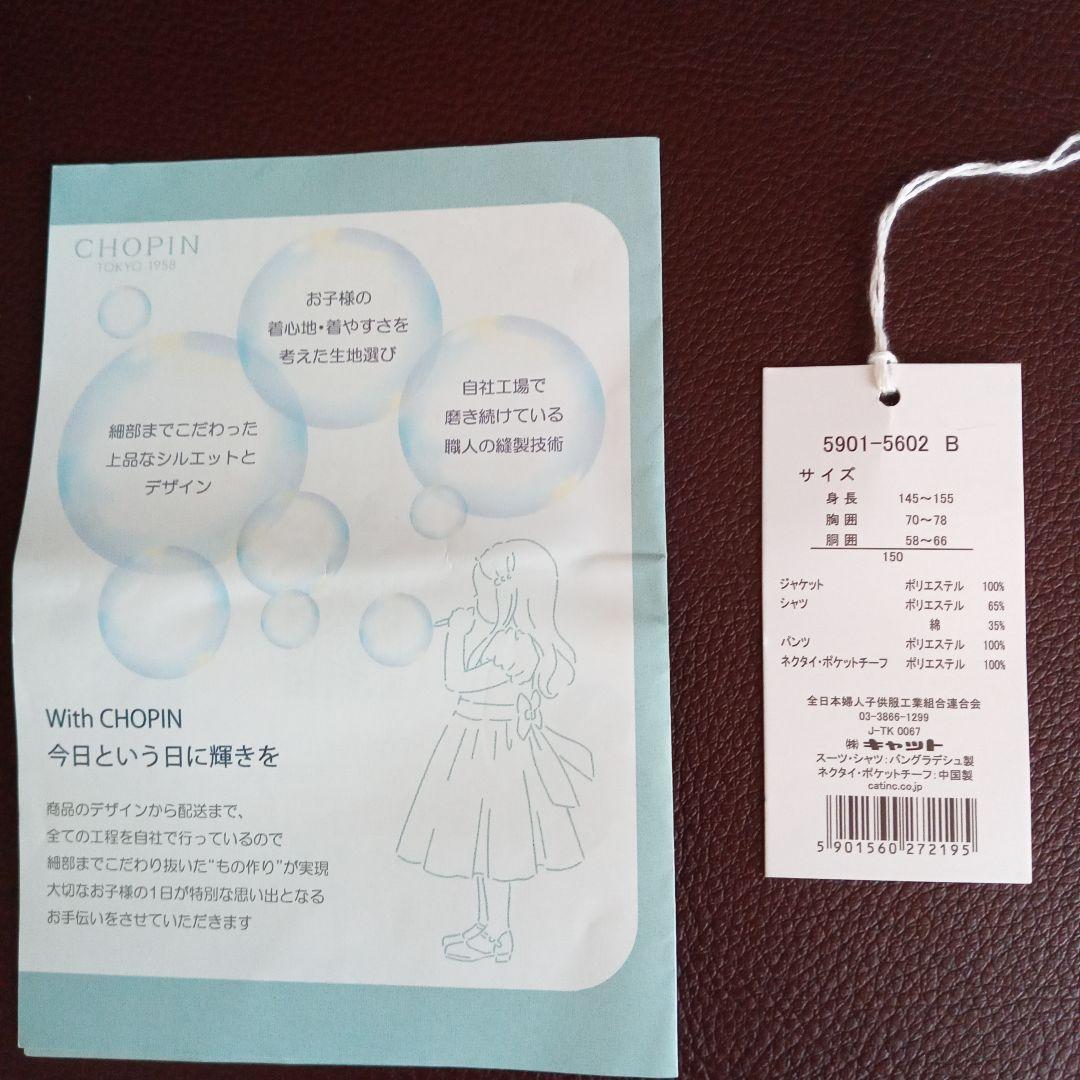 CHOPIN
TOKYO 1958
お子様の
着心地・着やすさを
考えた生地選び
自社工場で
磨き続けている
職人の縫製技術
細部までこだわった
上品なシルエットと
デザイン
With CHOPIN
今日という日に輝きを
商品のデザインから配送まで、
全ての工程を自社で行っているので
細部までこだわり抜いた“もの作り”が実現
大切なお子様の1日が特別な思い出となる
お手伝いをさせていただきます
5901-5602 B
サイズ
身長 145～155
胸囲 70～78
胴囲 58～66
150
ジャケット ポリエステル 100%
シャツ ポリエステル 65%
綿 35%
パンツ ポリエステル 100%
ネクタイ・ポケットチーフ ポリエステル 100%
全日本婦人子供服工業組合連合会
03-3866-1299
J-TK 0067
㈱キャット
スーツ・シャツ：バングラデシュ製
ネクタイ・ポケットチーフ：中国製
catinc.co.jp
5 901560 272195